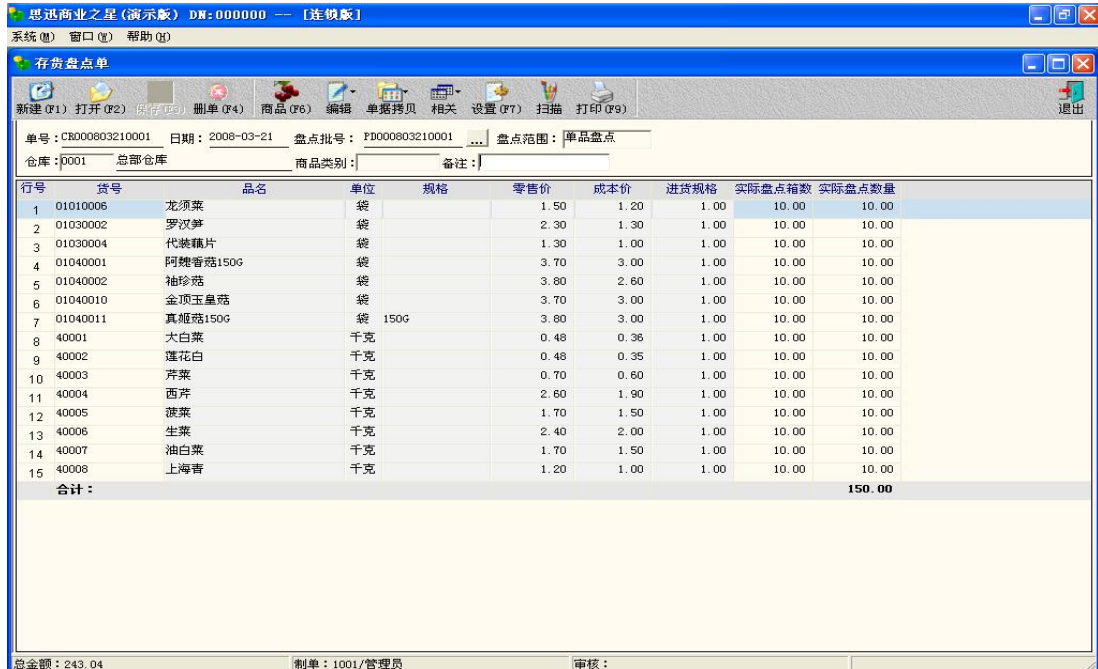 思迅商业之星(演示版) DN:000000 -- [连锁版]
系统(M) 窗口(W) 帮助(H)
存货盘点单
新建(F1) 打开(F2) 保存 删单(F4) 商品(F6) 编辑 单据拷贝 相关 设置(F7) 扫描 打印(F9) 退出
单号：CR000803210001 日期：2008-03-21 盘点批号：PD000803210001 ... 盘点范围：单品盘点
仓库：0001 总部仓库 商品类别： 备注：
行号 货号 品名 单位 规格 零售价 成本价 进货规格 实际盘点箱数 实际盘点数量
1 01010006 龙须菜 袋 1.50 1.20 1.00 10.00 10.00
2 01030002 罗汉笋 袋 2.30 1.30 1.00 10.00 10.00
3 01030004 代装藕片 袋 1.30 1.00 1.00 10.00 10.00
4 01040001 阿魏香菇150G 袋 3.70 3.00 1.00 10.00 10.00
5 01040002 袖珍菇 袋 3.80 2.60 1.00 10.00 10.00
6 01040010 金顶玉皇菇 袋 3.70 3.00 1.00 10.00 10.00
7 01040011 真姬菇150G 袋 150G 3.80 3.00 1.00 10.00 10.00
8 40001 大白菜 千克 0.48 0.36 1.00 10.00 10.00
9 40002 莲花白 千克 0.48 0.35 1.00 10.00 10.00
10 40003 芹菜 千克 0.70 0.60 1.00 10.00 10.00
11 40004 西芹 千克 2.60 1.90 1.00 10.00 10.00
12 40005 菠菜 千克 1.70 1.50 1.00 10.00 10.00
13 40006 生菜 千克 2.40 2.00 1.00 10.00 10.00
14 40007 油白菜 千克 1.70 1.50 1.00 10.00 10.00
15 40008 上海青 千克 1.20 1.00 1.00 10.00 10.00
合计： 150.00
总金额：243.04 制单：1001/管理员 审核：